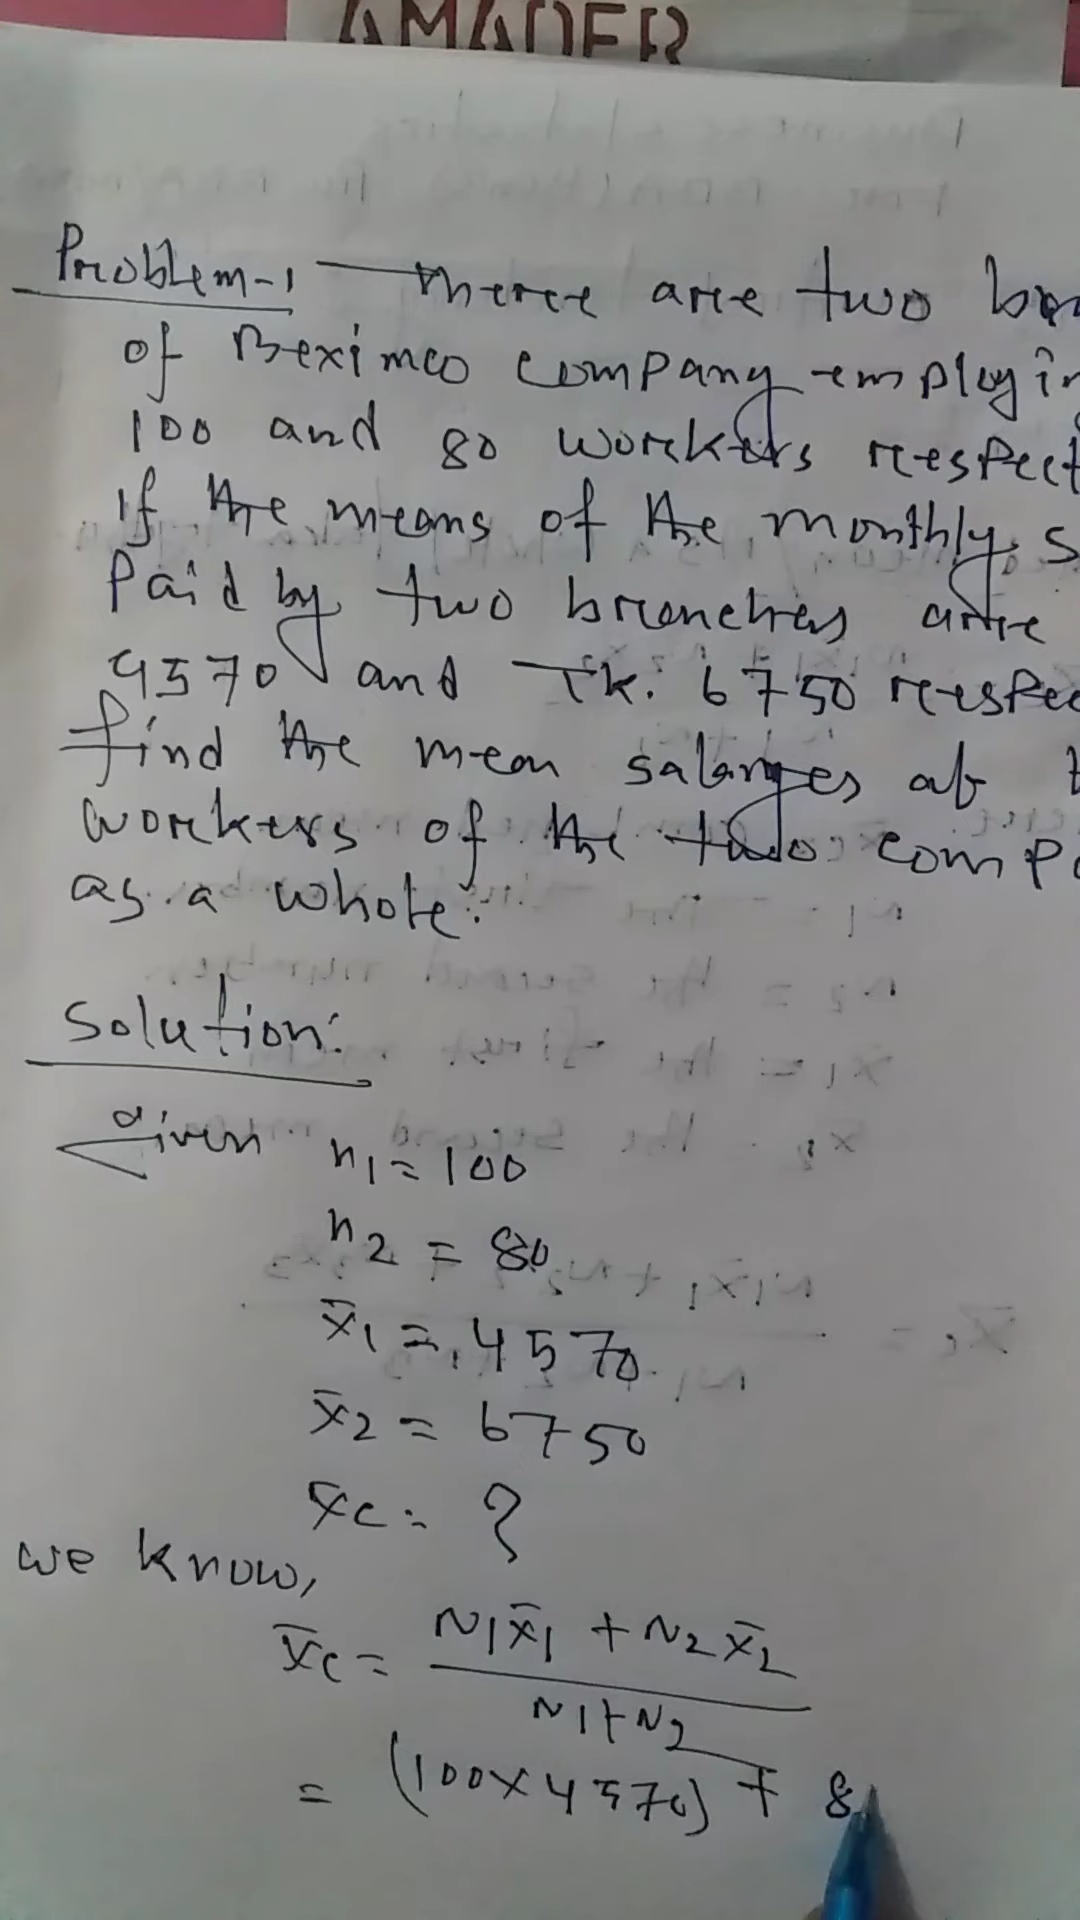 AMADER
Problem-1 There are two
of Beximco company employin
100 and 80 workers respect
If the means of the monthly s
Paid by two branches are
4570 and Tk. 6750 respec
find the mean salaryes of t
workers of the two comp
as a whole.
Solution:
Given n1 = 100
n2 = 80
x̄1 = 4570
x̄2 = 6750
x̄c = ?
we know,
x̄c = N1x̄1 + N2x̄2
N1+N2
= (100×4570) + 8